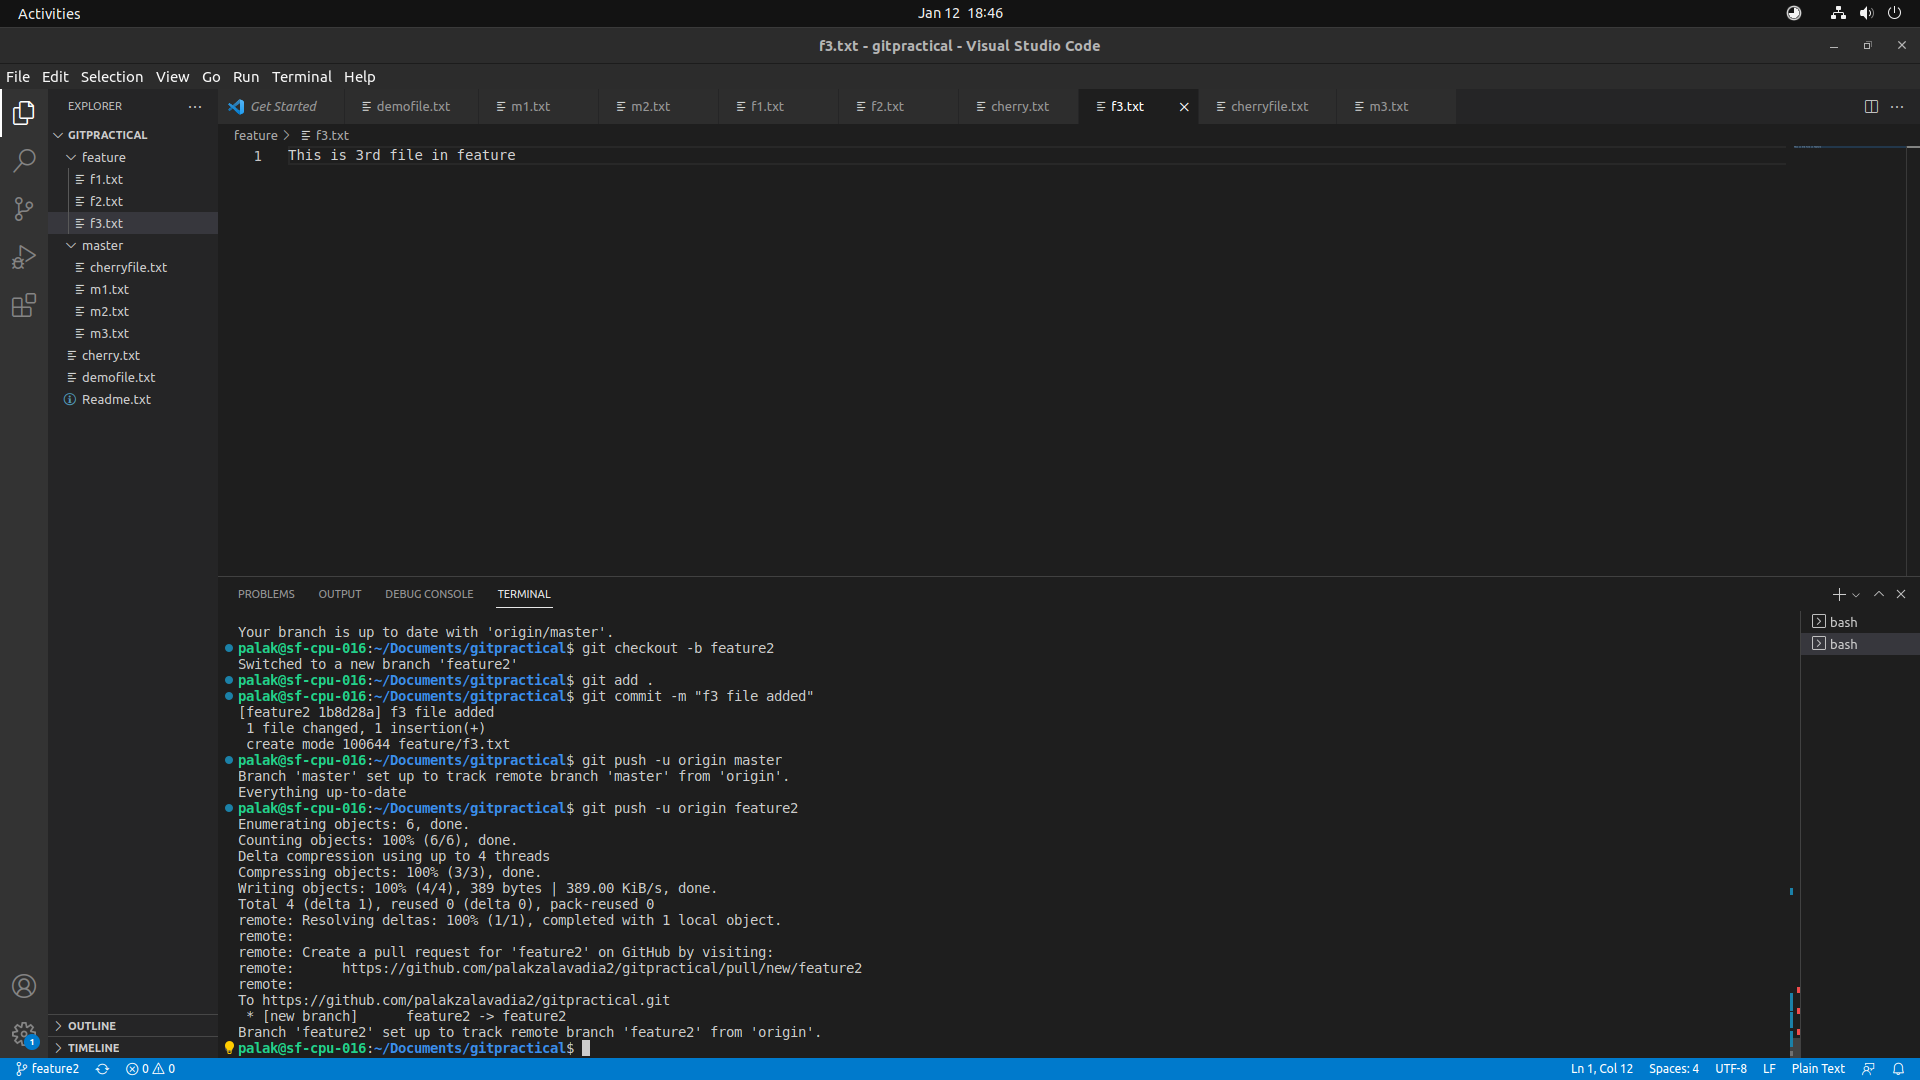 Activities
Jan 12 18:46
f3.txt - gitpractical - Visual Studio Code
File Edit Selection View Go Run Terminal Help
EXPLORER
GITPRACTICAL
feature
f1.txt
f2.txt
f3.txt
master
cherryfile.txt
m1.txt
m2.txt
m3.txt
cherry.txt
demofile.txt
Readme.txt
OUTLINE
TIMELINE
Get Started demofile.txt m1.txt m2.txt f1.txt f2.txt cherry.txt f3.txt cherryfile.txt m3.txt
feature > f3.txt
1 This is 3rd file in feature
PROBLEMS OUTPUT DEBUG CONSOLE TERMINAL
Your branch is up to date with 'origin/master'.
palak@sf-cpu-016:~/Documents/gitpractical$ git checkout -b feature2
Switched to a new branch 'feature2'
palak@sf-cpu-016:~/Documents/gitpractical$ git add .
palak@sf-cpu-016:~/Documents/gitpractical$ git commit -m "f3 file added"
[feature2 1b8d28a] f3 file added
1 file changed, 1 insertion(+)
create mode 100644 feature/f3.txt
palak@sf-cpu-016:~/Documents/gitpractical$ git push -u origin master
Branch 'master' set up to track remote branch 'master' from 'origin'.
Everything up-to-date
palak@sf-cpu-016:~/Documents/gitpractical$ git push -u origin feature2
Enumerating objects: 6, done.
Counting objects: 100% (6/6), done.
Delta compression using up to 4 threads
Compressing objects: 100% (3/3), done.
Writing objects: 100% (4/4), 389 bytes | 389.00 KiB/s, done.
Total 4 (delta 1), reused 0 (delta 0), pack-reused 0
remote: Resolving deltas: 100% (1/1), completed with 1 local object.
remote:
remote: Create a pull request for 'feature2' on GitHub by visiting:
remote:      https://github.com/palakzalavadia2/gitpractical/pull/new/feature2
remote:
To https://github.com/palakzalavadia2/gitpractical.git
* [new branch]      feature2 -> feature2
Branch 'feature2' set up to track remote branch 'feature2' from 'origin'.
palak@sf-cpu-016:~/Documents/gitpractical$
bash
bash
1
feature2 0 0 Ln 1, Col 12 Spaces: 4 UTF-8 LF Plain Text